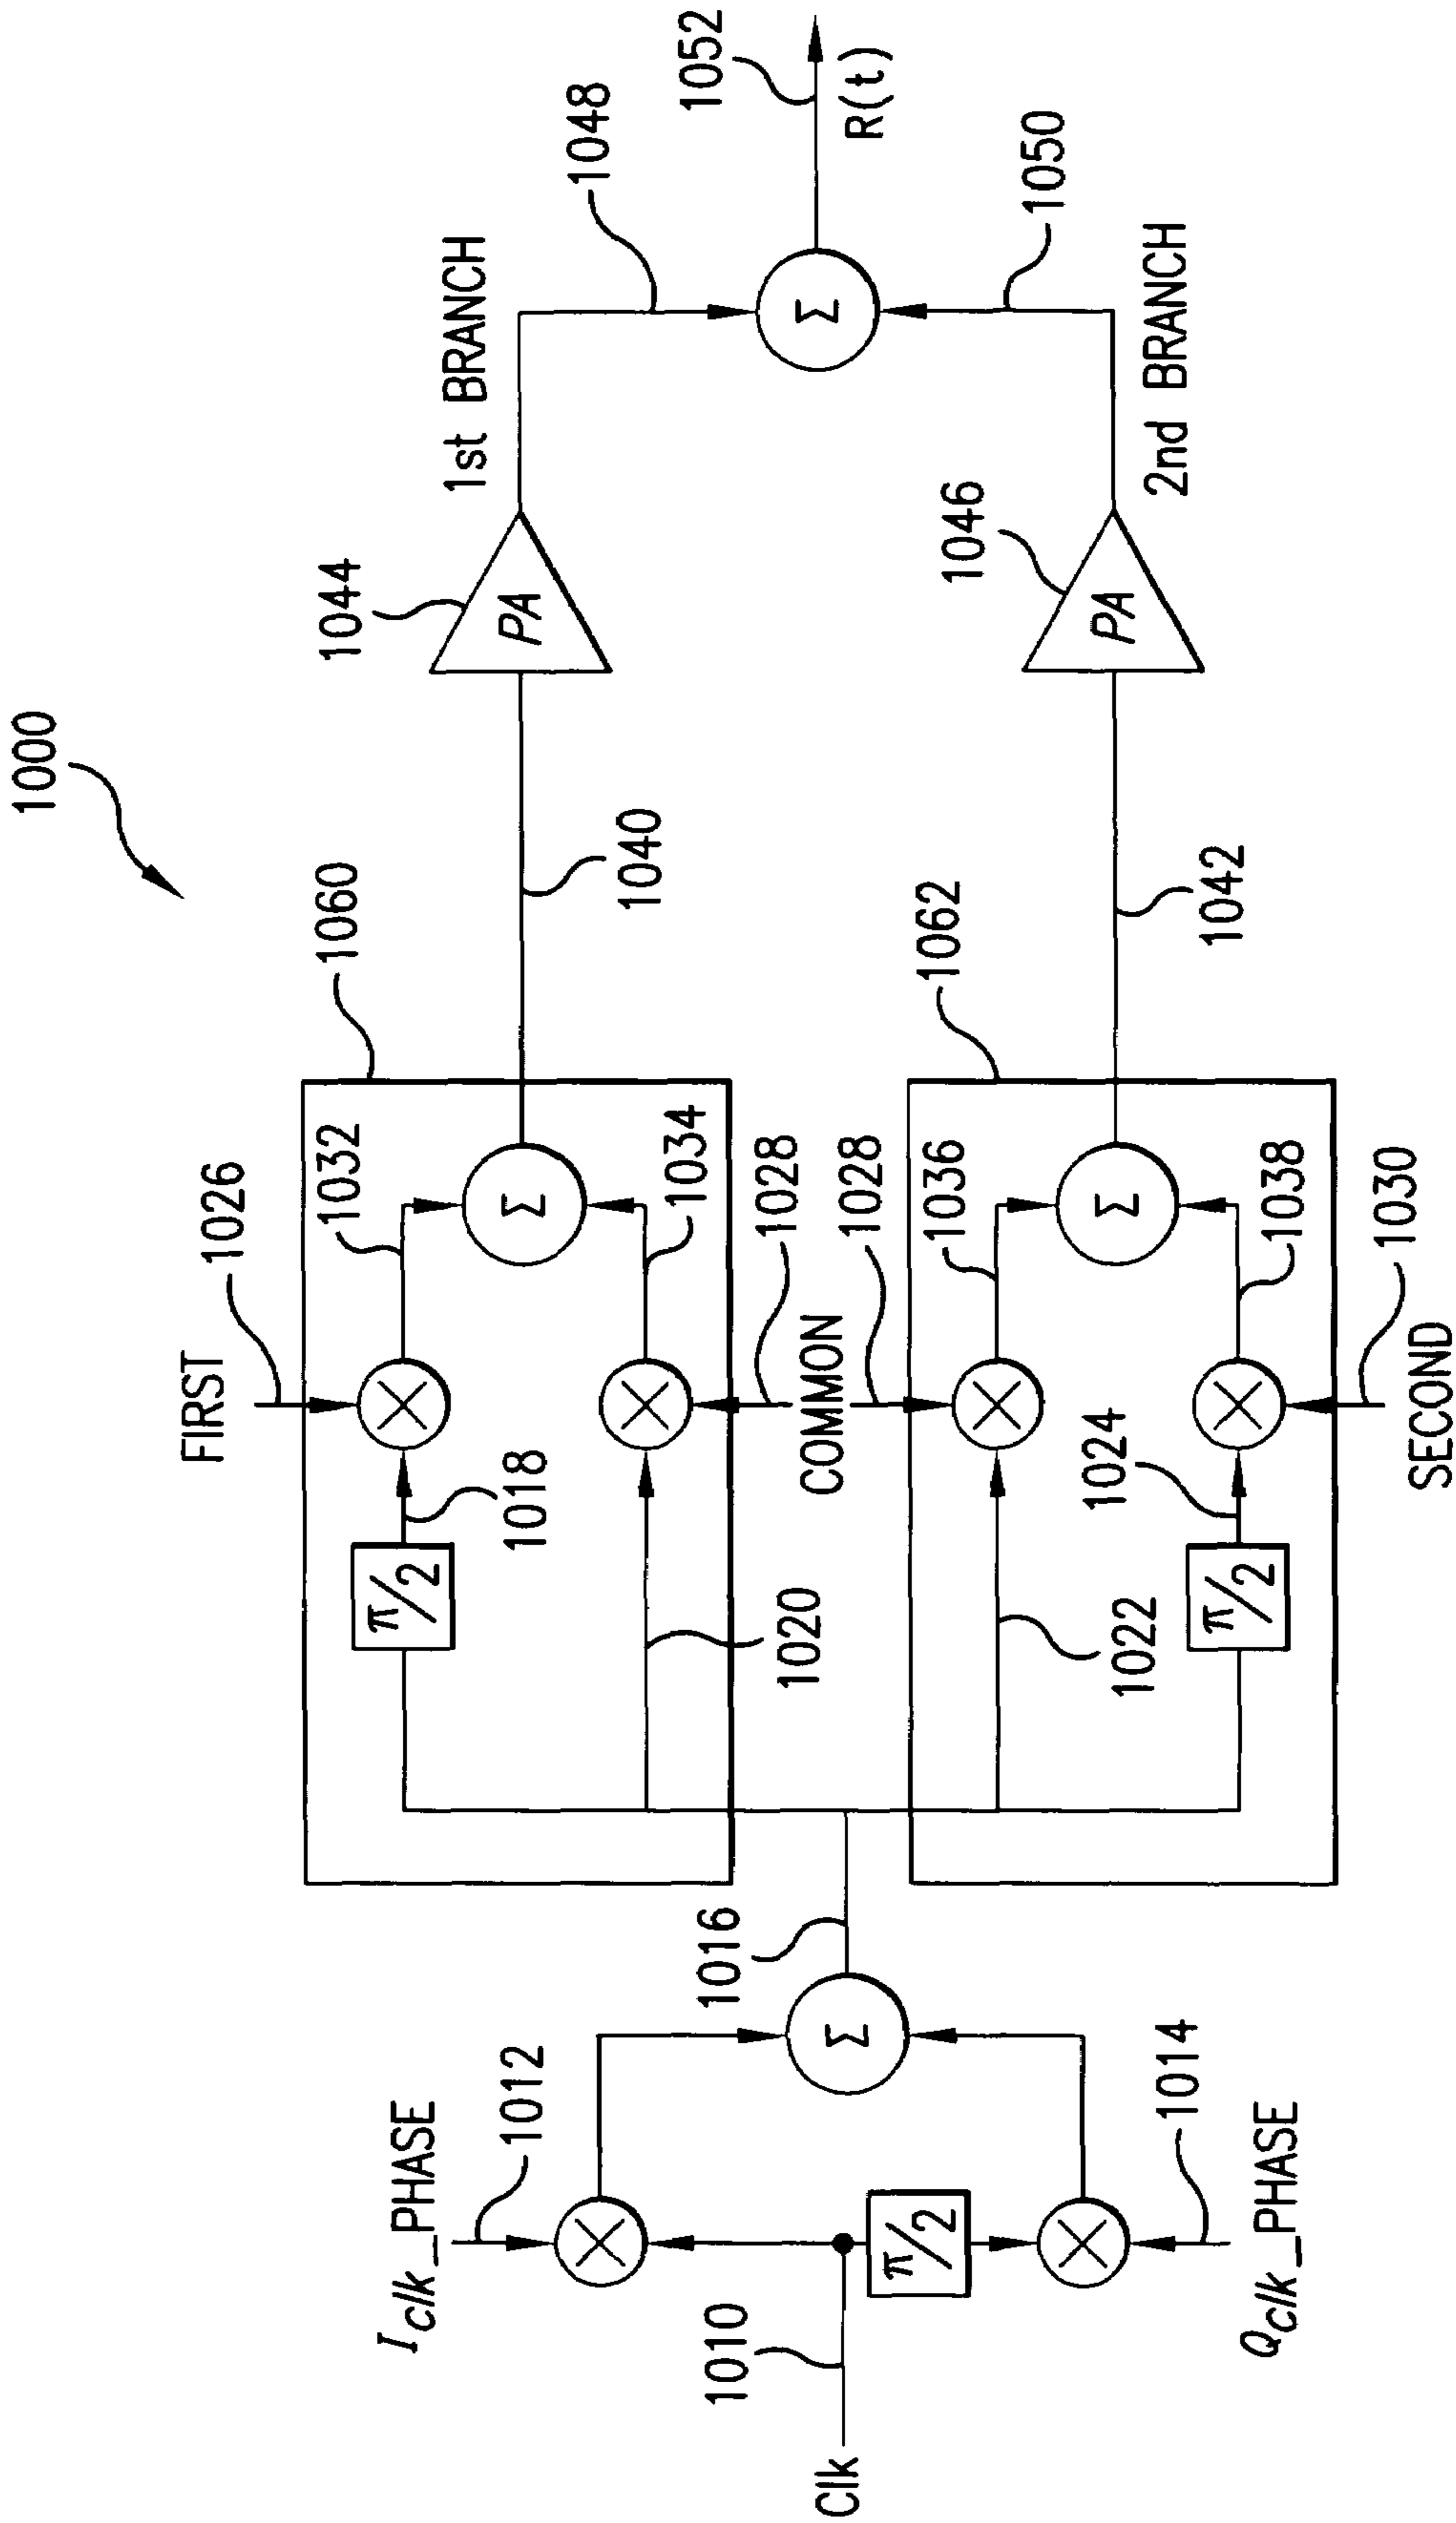 1000
Clk
1010
I clk_PHASE
1012
π/2
Q clk_PHASE
1014
Σ
1016
1060
FIRST
1026
π/2
1018
1020
1032
1034
Σ
1028
COMMON
1028
1062
1022
π/2
1024
1036
1038
Σ
1030
SECOND
1040
1042
1044
PA
1046
PA
1st BRANCH
2nd BRANCH
1048
1050
Σ
1052
R(t)